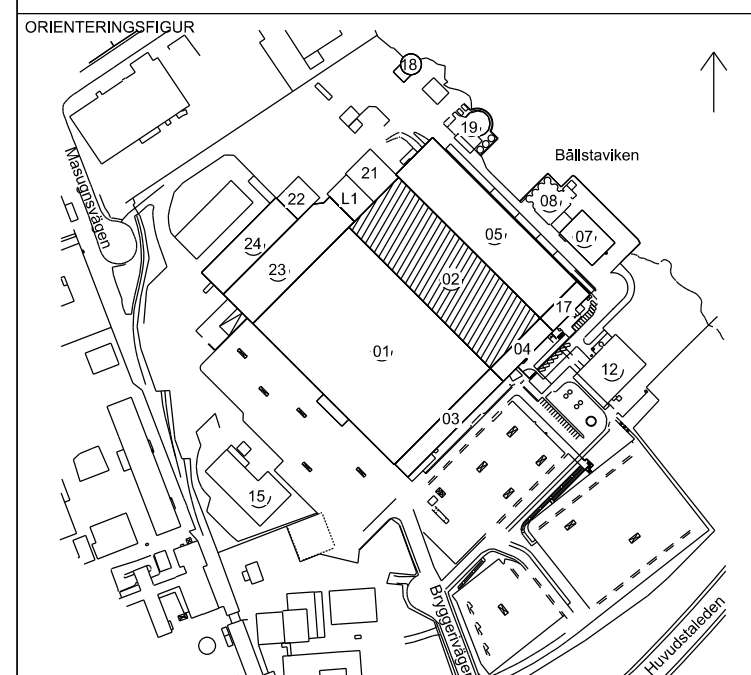 ORIENTERINGSFIGUR
18
19
Bällstaviken
Masugnsvägen
21
22
L1
08
05
07
24
23
02
17
01
04
12
03
15
Bryggerivägen
Huvudstaleden